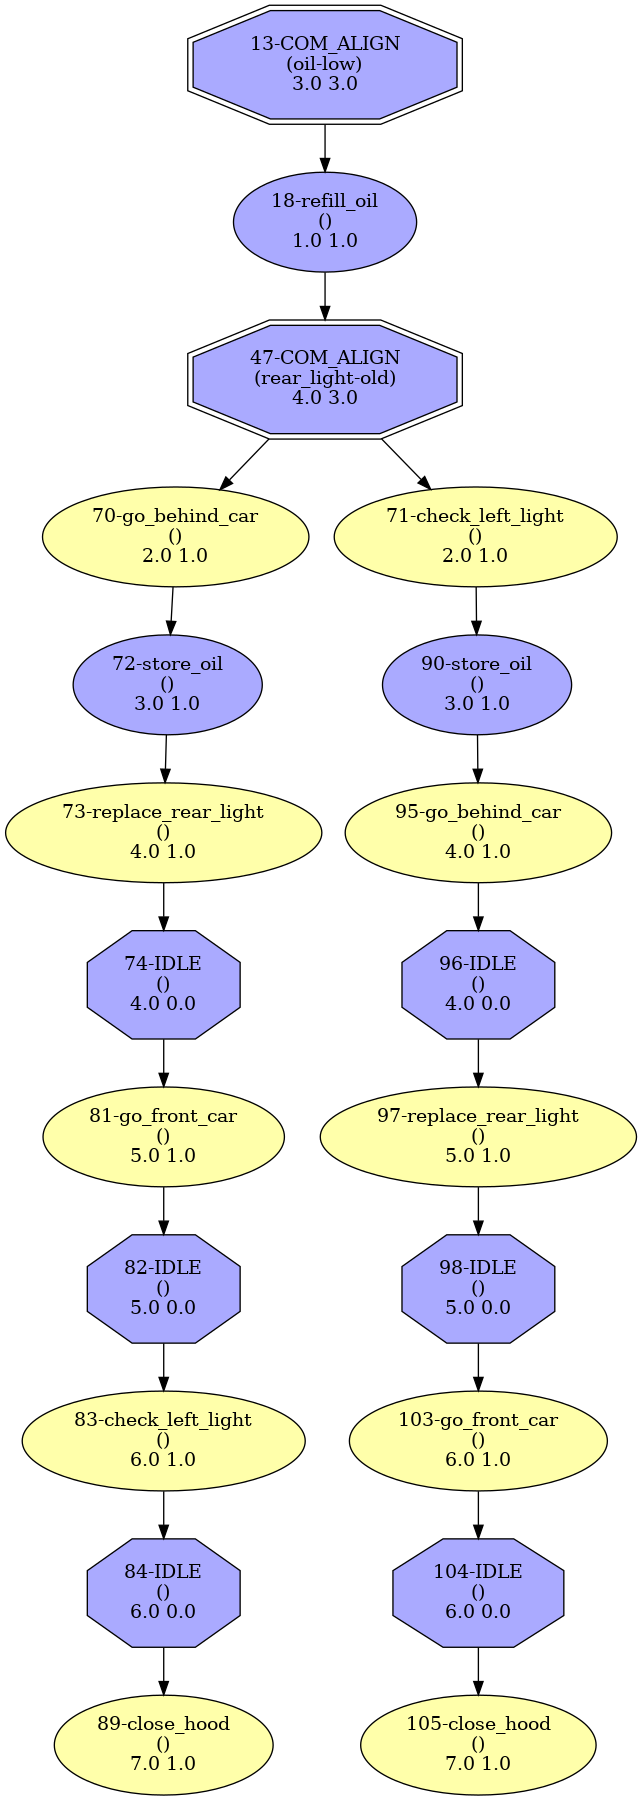 13-COM_ALIGN
(oil-low)
3.0 3.0
18-refill_oil
()
1.0 1.0
47-COM_ALIGN
(rear_light-old)
4.0 3.0
70-go_behind_car
()
2.0 1.0
71-check_left_light
()
2.0 1.0
72-store_oil
()
3.0 1.0
90-store_oil
()
3.0 1.0
73-replace_rear_light
()
4.0 1.0
95-go_behind_car
()
4.0 1.0
74-IDLE
()
4.0 0.0
96-IDLE
()
4.0 0.0
81-go_front_car
()
5.0 1.0
97-replace_rear_light
()
5.0 1.0
82-IDLE
()
5.0 0.0
98-IDLE
()
5.0 0.0
83-check_left_light
()
6.0 1.0
103-go_front_car
()
6.0 1.0
84-IDLE
()
6.0 0.0
104-IDLE
()
6.0 0.0
89-close_hood
()
7.0 1.0
105-close_hood
()
7.0 1.0